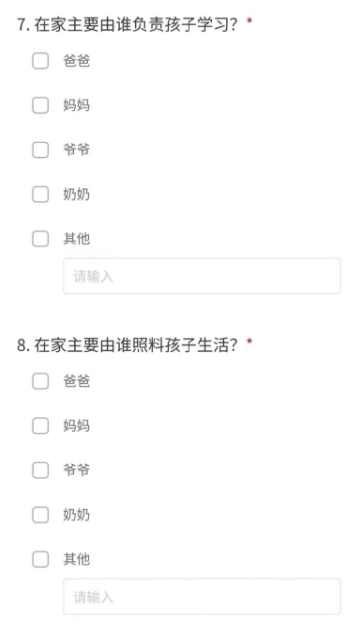 7. 在家主要由谁负责孩子学习？ *
爸爸
妈妈
爷爷
奶奶
其他
请输入
8. 在家主要由谁照料孩子生活？ *
爸爸
妈妈
爷爷
奶奶
其他
请输入